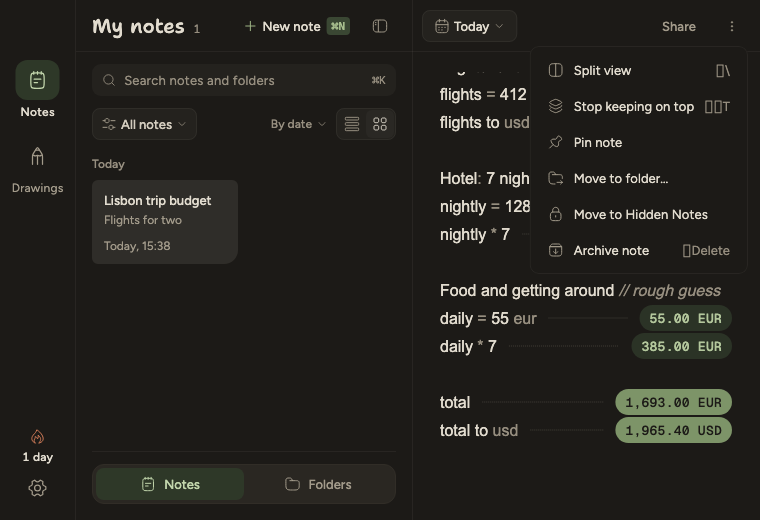 My notes 1
New note ⌘N
Search notes and folders ⌘K
All notes
By date
Today
Lisbon trip budget
Flights for two
Today, 15:38
Notes
Drawings
1 day
Notes
Folders
Today
Share
flights = 412
flights to usd
Hotel: 7 nigh
nightly = 128
nightly * 7
Food and getting around // rough guess
daily = 55 eur 55.00 EUR
daily * 7 385.00 EUR
total 1,693.00 EUR
total to usd 1,965.40 USD
Split view \
Stop keeping on top T
Pin note
Move to folder...
Move to Hidden Notes
Archive note Delete